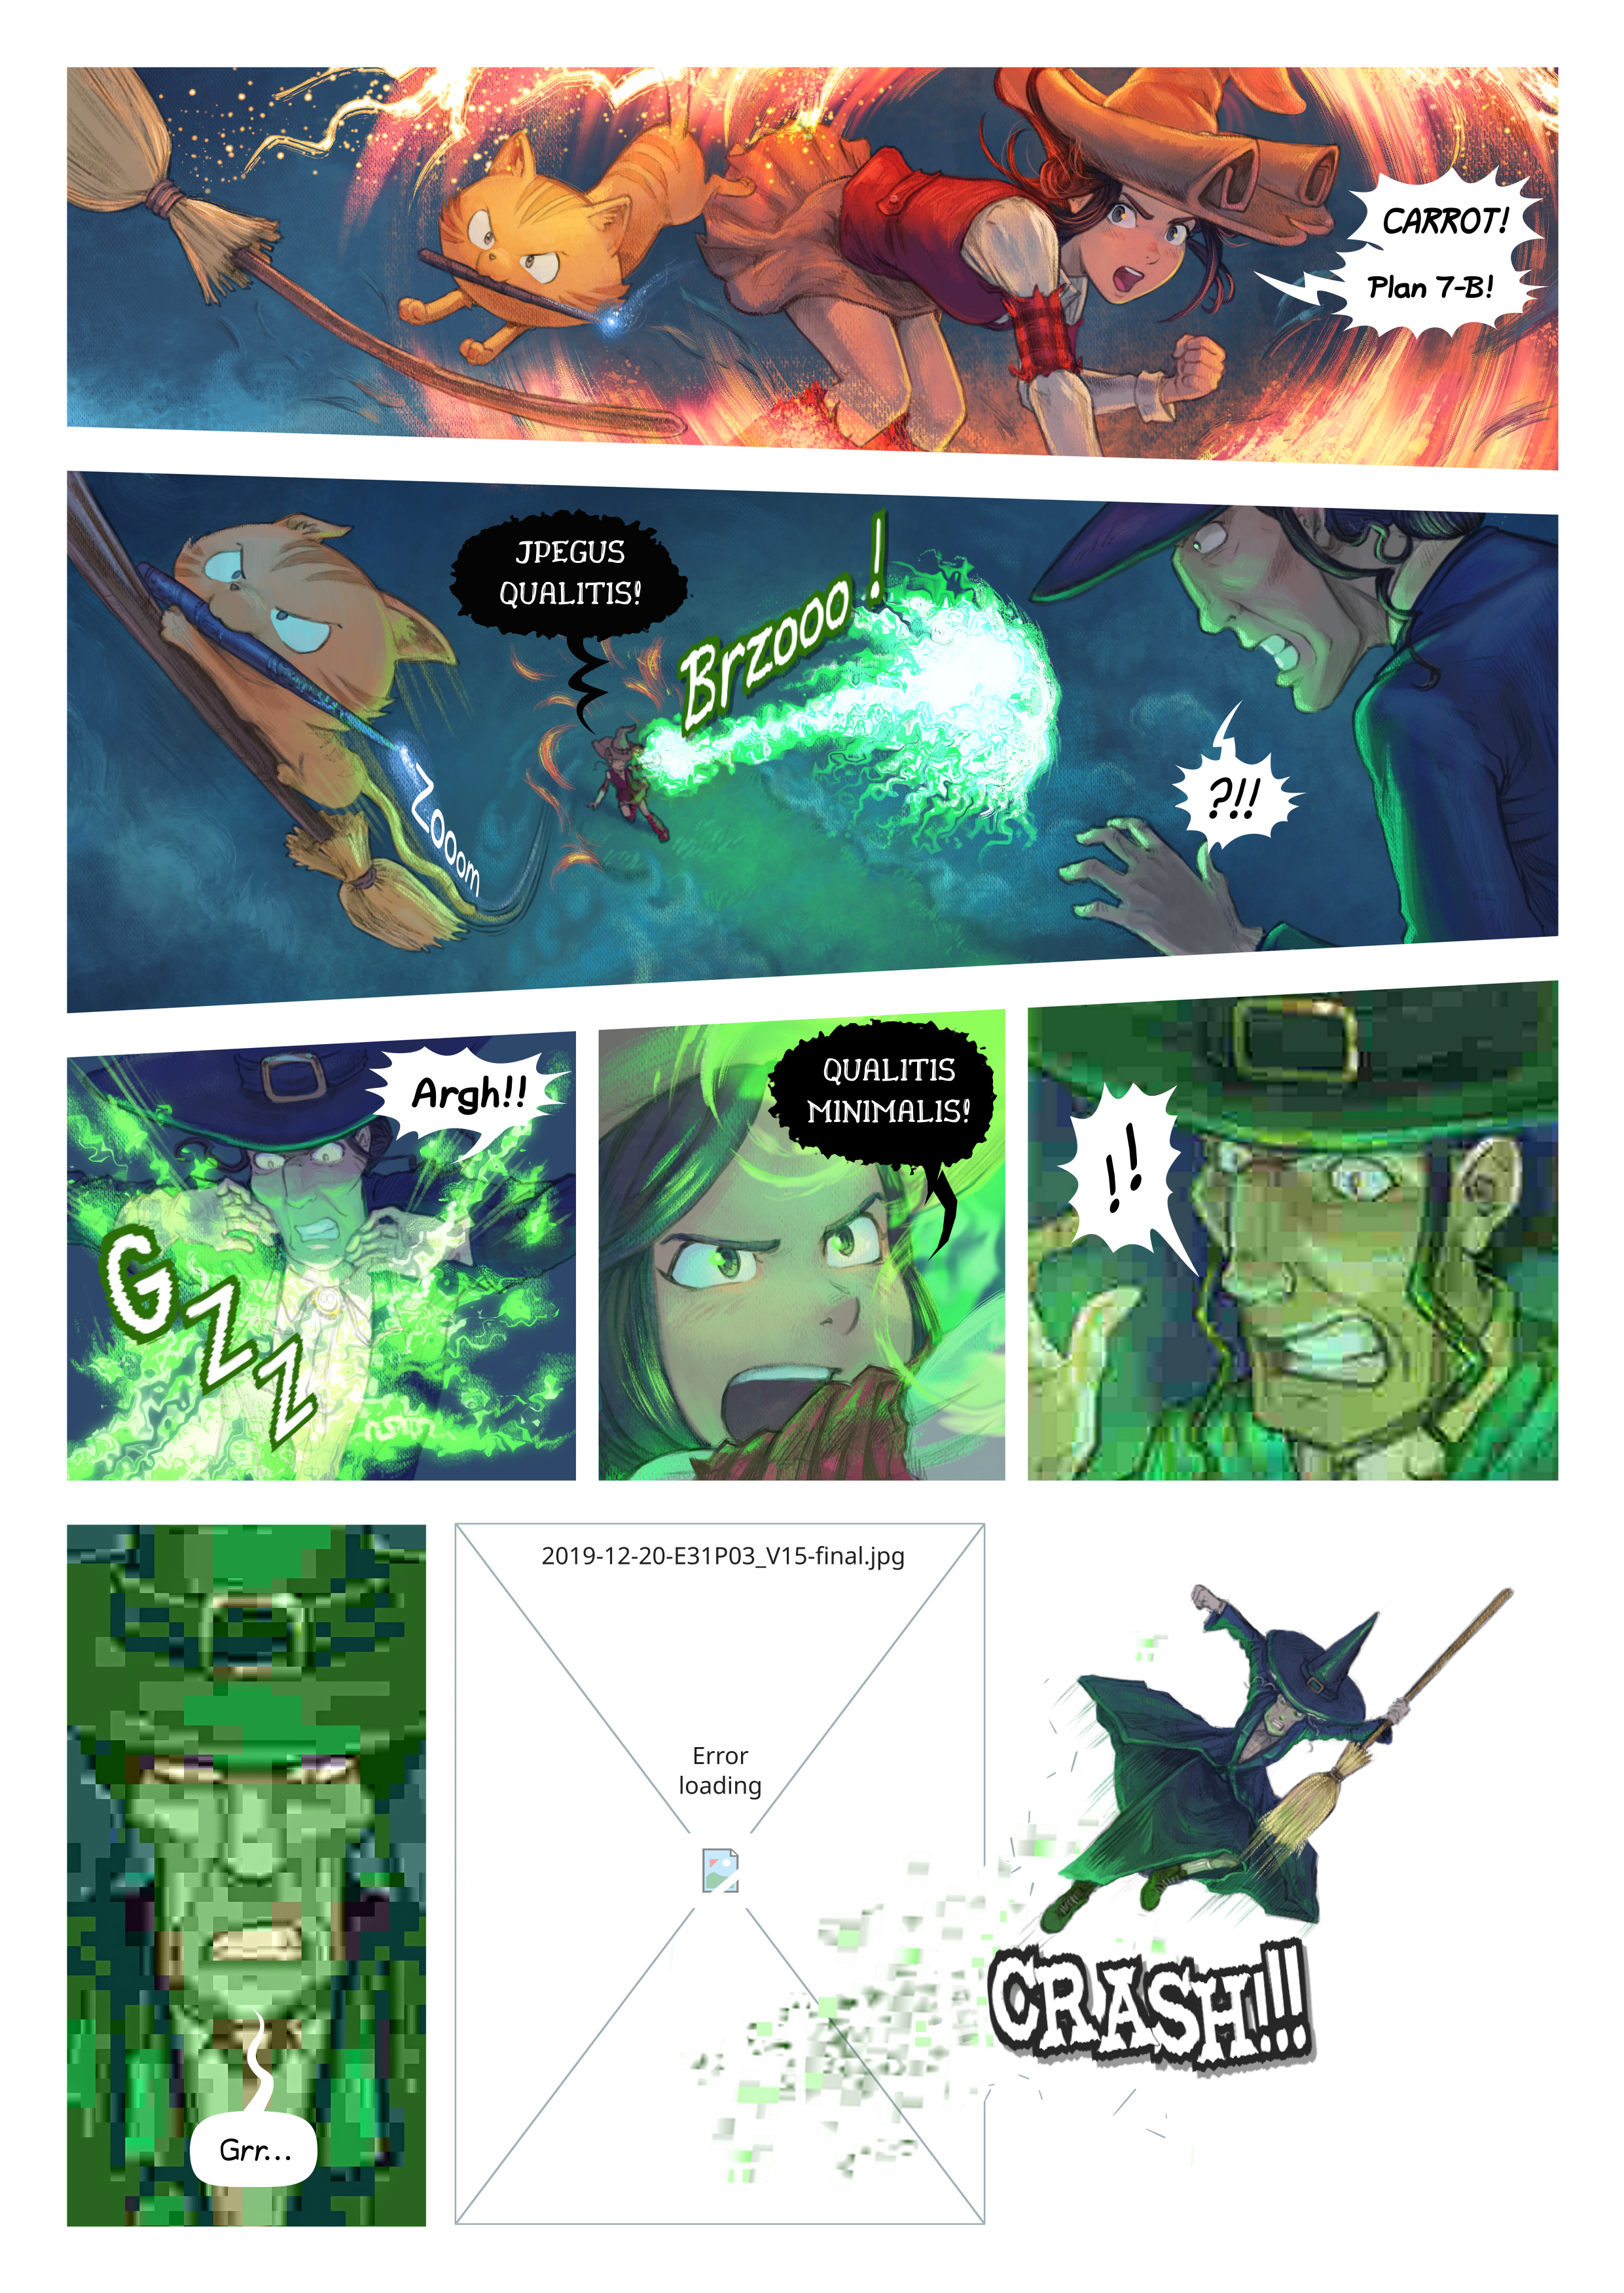 CARROT!
Plan 7-B!
JPEGUS
QUALITIS!
Brzooo !
Zooom
?!!
Argh!!
GZZ
QUALITIS
MINIMALIS!
!!
Grr...
2019-12-20-E31P03_V15-final.jpg
Error
loading
CRASH!!!